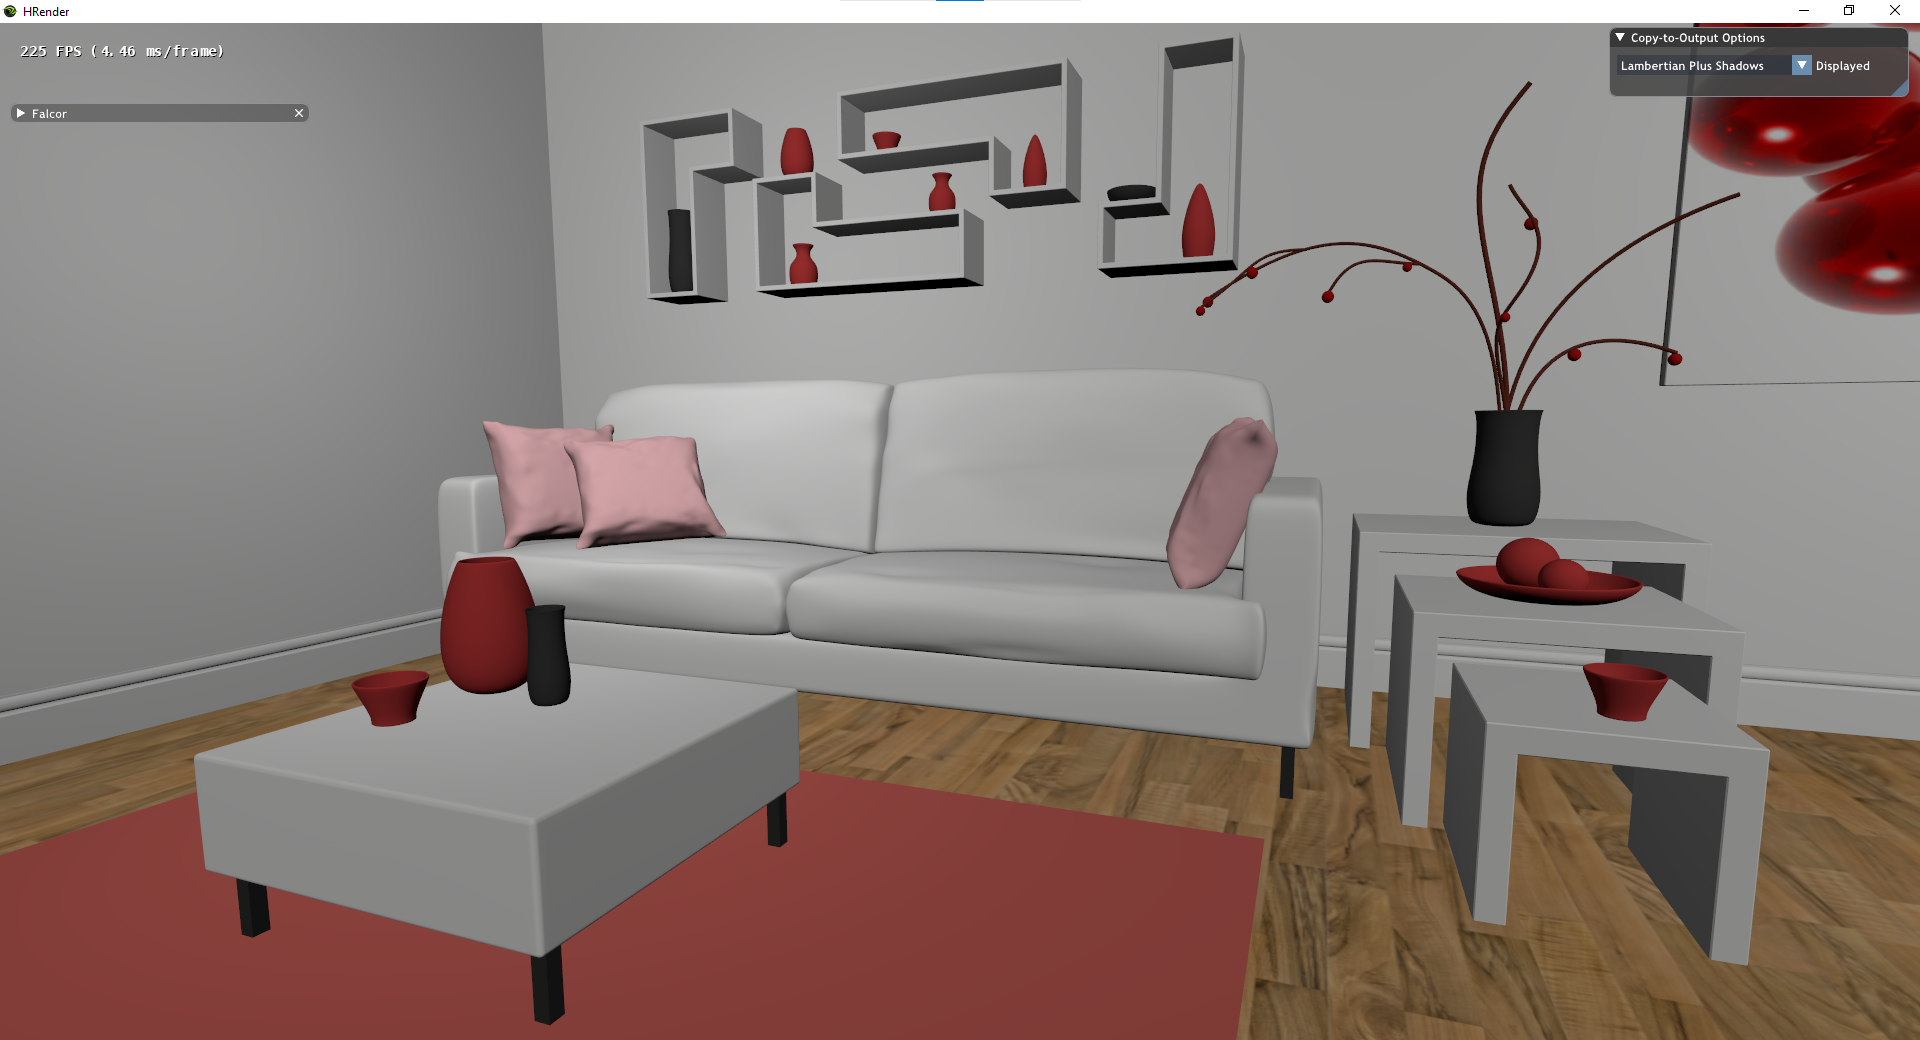 HRender
225 FPS (4.46 ms/frame)
Copy-to-Output Options
Lambertian Plus Shadows Displayed
Falcor